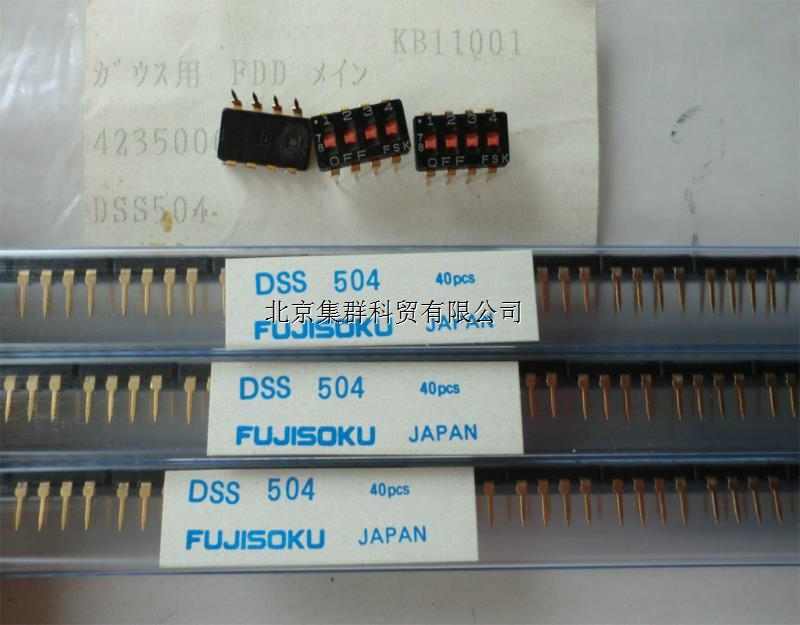 KB11001
ガウス用 FDD メイン
DSS504
1 2 3 4
78
OFF FSK
1 2 3 4
78
OFF FSK
DSS 504 40pcs
北京集群科贸有限公司
FUJISOKU JAPAN
DSS 504 40pcs
FUJISOKU JAPAN
DSS 504 40pcs
FUJISOKU JAPAN